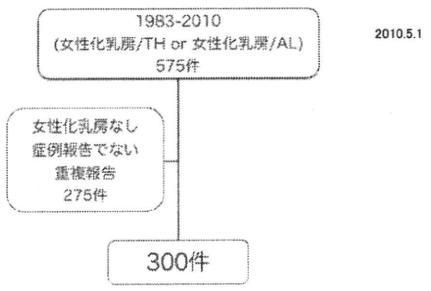 1983-2010
(女性化乳房/TH or 女性化乳房/AL)
575件
2010.5.1
女性化乳房なし
症例報告でない
重複報告
275件
300件